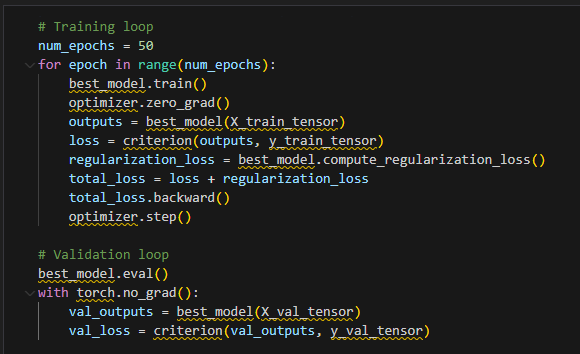 # Training loop
num_epochs = 50
for epoch in range(num_epochs):
    best_model.train()
    optimizer.zero_grad()
    outputs = best_model(X_train_tensor)
    loss = criterion(outputs, y_train_tensor)
    regularization_loss = best_model.compute_regularization_loss()
    total_loss = loss + regularization_loss
    total_loss.backward()
    optimizer.step()
# Validation loop
best_model.eval()
with torch.no_grad():
    val_outputs = best_model(X_val_tensor)
    val_loss = criterion(val_outputs, y_val_tensor)